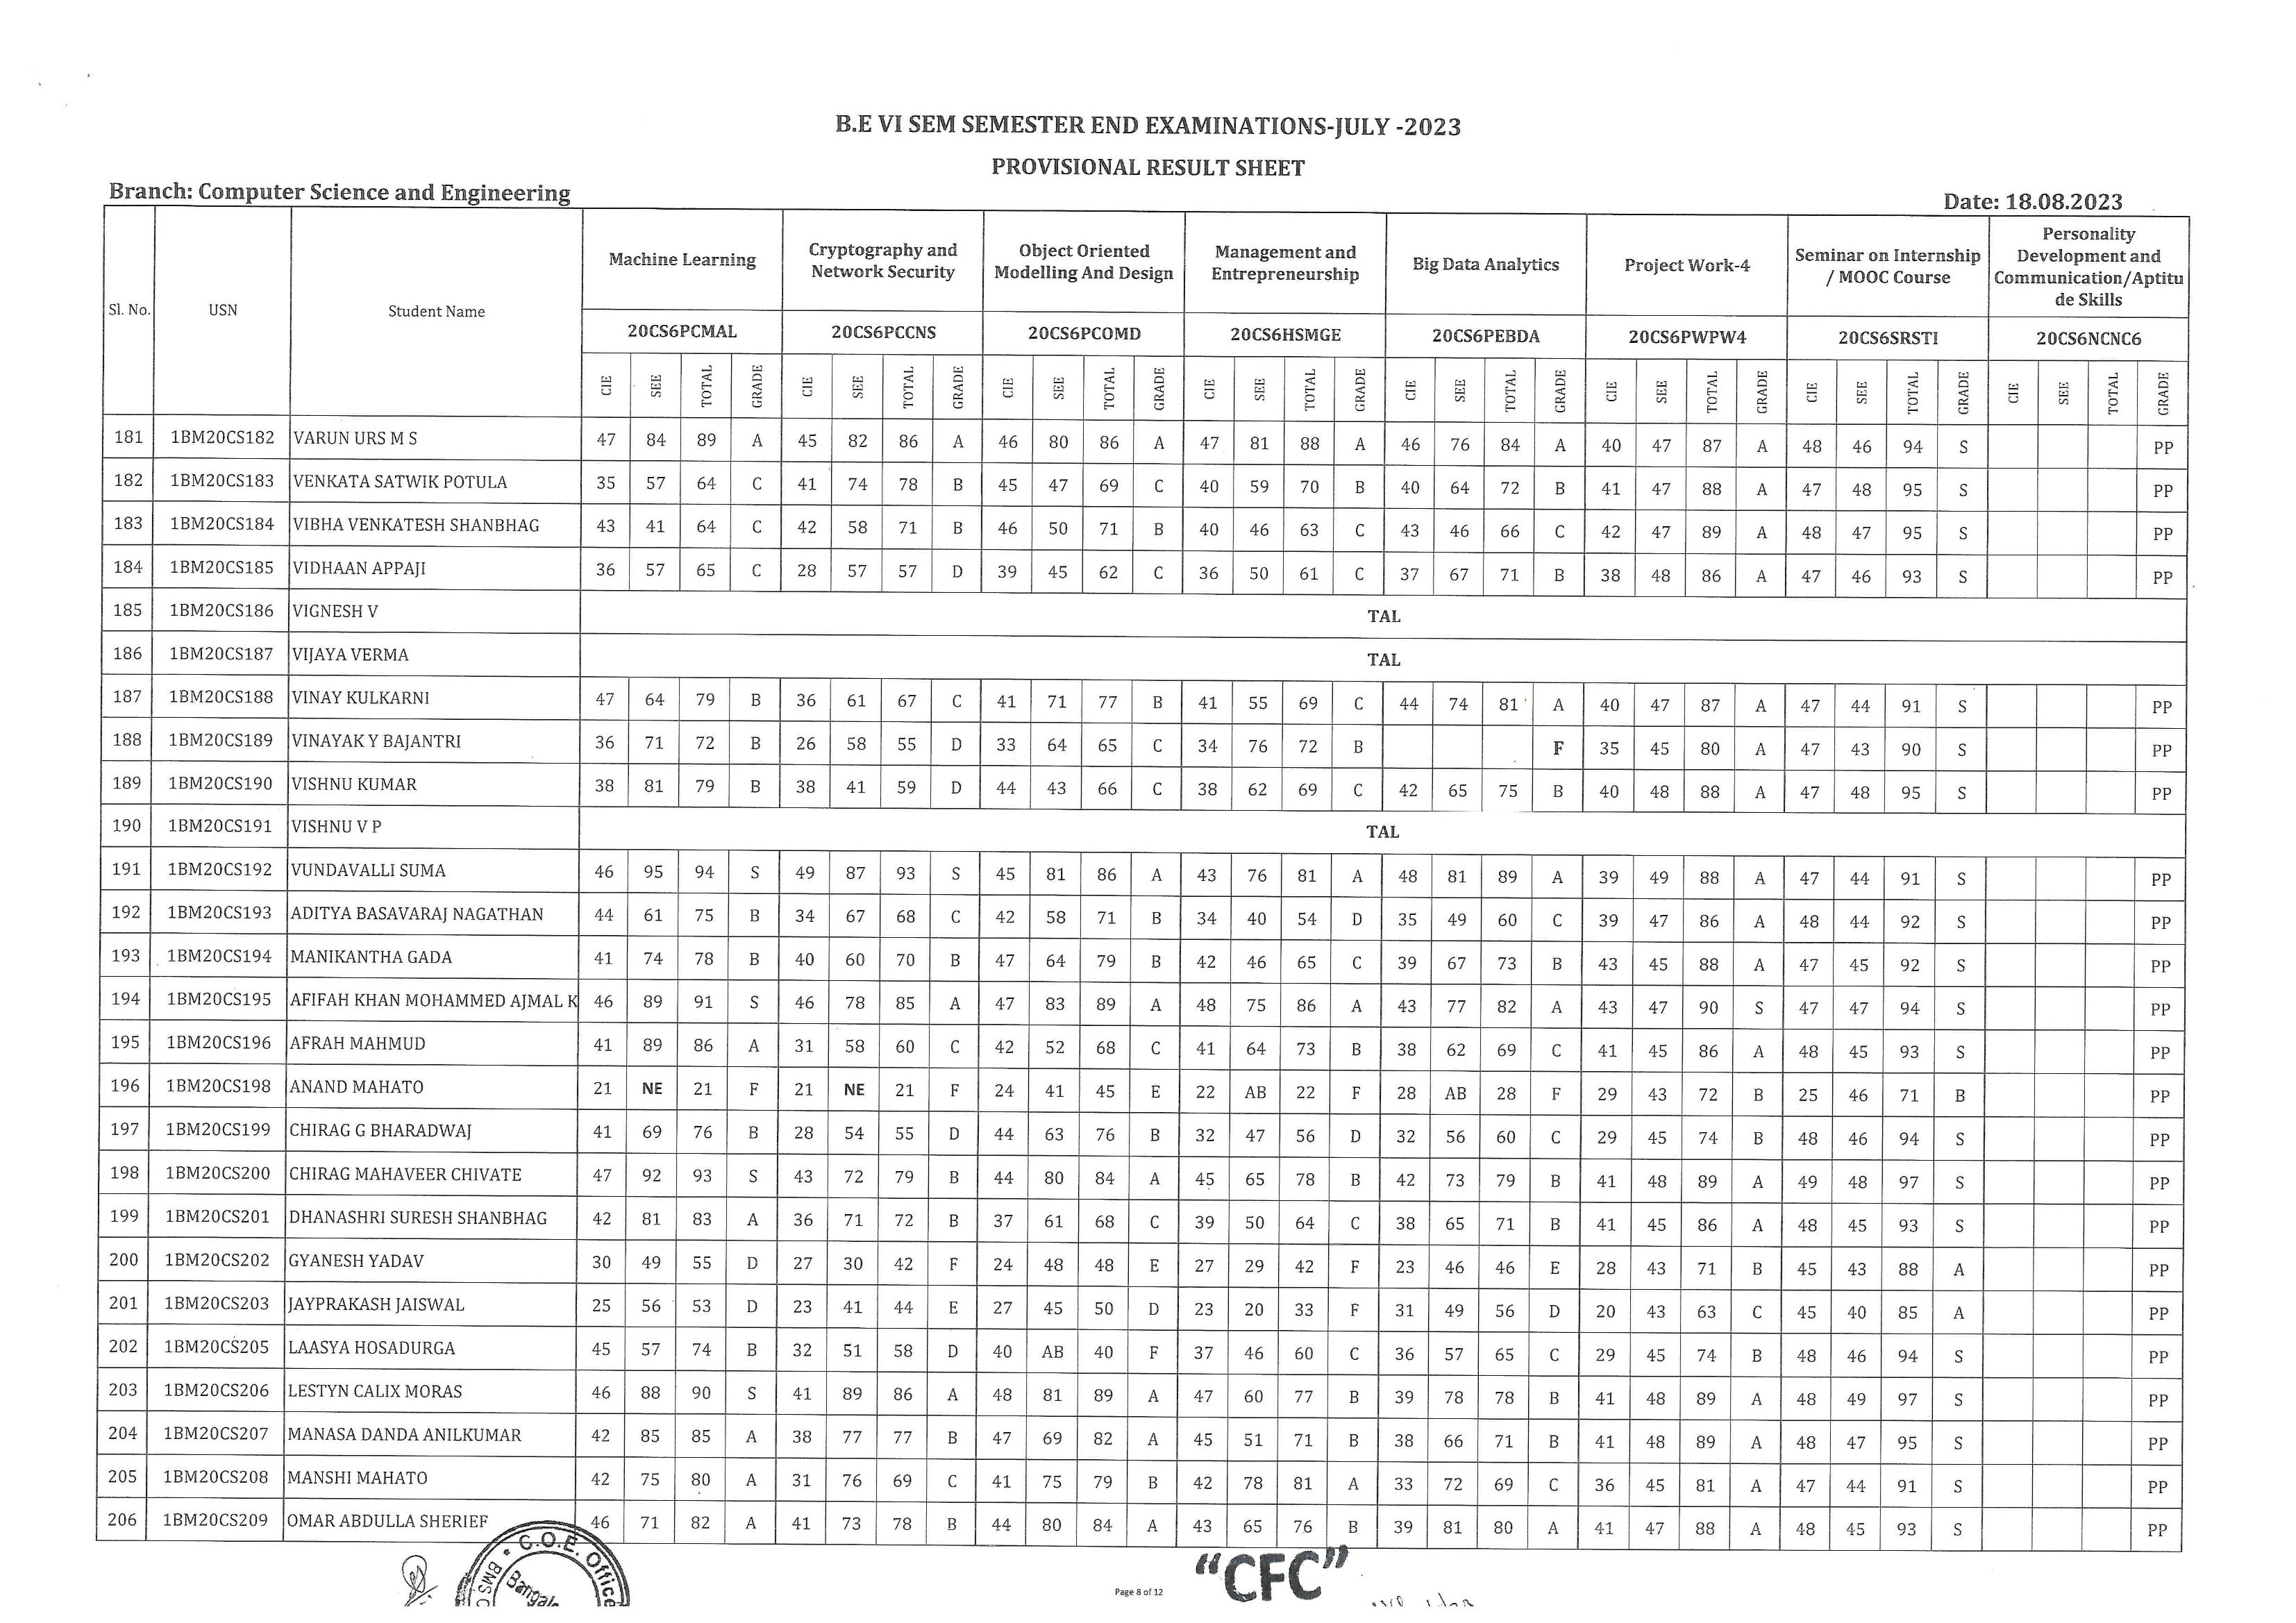 B.E VI SEM SEMESTER END EXAMINATIONS-JULY -2023
PROVISIONAL RESULT SHEET
Branch: Computer Science and Engineering Date: 18.08.2023
Sl. No. USN Student Name Machine Learning Cryptography and Network Security Object Oriented Modelling And Design Management and Entrepreneurship Big Data Analytics Project Work-4 Seminar on Internship / MOOC Course Personality Development and Communication/Aptitu de Skills
20CS6PCMAL 20CS6PCCNS 20CS6PCOMD 20CS6HSMGE 20CS6PEBDA 20CS6PWPW4 20CS6SRSTI 20CS6NCNC6
CIE SEE TOTAL GRADE CIE SEE TOTAL GRADE CIE SEE TOTAL GRADE CIE SEE TOTAL GRADE CIE SEE TOTAL GRADE CIE SEE TOTAL GRADE CIE SEE TOTAL GRADE CIE SEE TOTAL GRADE
181 1BM20CS182 VARUN URS M S 47 84 89 A 45 82 86 A 46 80 86 A 47 81 88 A 46 76 84 A 40 47 87 A 48 46 94 S PP
182 1BM20CS183 VENKATA SATWIK POTULA 35 57 64 C 41 74 78 B 45 47 69 C 40 59 70 B 40 64 72 B 41 47 88 A 47 48 95 S PP
183 1BM20CS184 VIBHA VENKATESH SHANBHAG 43 41 64 C 42 58 71 B 46 50 71 B 40 46 63 C 43 46 66 C 42 47 89 A 48 47 95 S PP
184 1BM20CS185 VIDHAAN APPAJI 36 57 65 C 28 57 57 D 39 45 62 C 36 50 61 C 37 67 71 B 38 48 86 A 47 46 93 S PP
185 1BM20CS186 VIGNESH V TAL
186 1BM20CS187 VIJAYA VERMA TAL
187 1BM20CS188 VINAY KULKARNI 47 64 79 B 36 61 67 C 41 71 77 B 41 55 69 C 44 74 81 A 40 47 87 A 47 44 91 S PP
188 1BM20CS189 VINAYAK Y BAJANTRI 36 71 72 B 26 58 55 D 33 64 65 C 34 76 72 B F 35 45 80 A 47 43 90 S PP
189 1BM20CS190 VISHNU KUMAR 38 81 79 B 38 41 59 D 44 43 66 C 38 62 69 C 42 65 75 B 40 48 88 A 47 48 95 S PP
190 1BM20CS191 VISHNU V P TAL
191 1BM20CS192 VUNDAVALLI SUMA 46 95 94 S 49 87 93 S 45 81 86 A 43 76 81 A 48 81 89 A 39 49 88 A 47 44 91 S PP
192 1BM20CS193 ADITYA BASAVARAJ NAGATHAN 44 61 75 B 34 67 68 C 42 58 71 B 34 40 54 D 35 49 60 C 39 47 86 A 48 44 92 S PP
193 1BM20CS194 MANIKANTHA GADA 41 74 78 B 40 60 70 B 47 64 79 B 42 46 65 C 39 67 73 B 43 45 88 A 47 45 92 S PP
194 1BM20CS195 AFIFAH KHAN MOHAMMED AJMAL K 46 89 91 S 46 78 85 A 47 83 89 A 48 75 86 A 43 77 82 A 43 47 90 S 47 47 94 S PP
195 1BM20CS196 AFRAH MAHMUD 41 89 86 A 31 58 60 C 42 52 68 C 41 64 73 B 38 62 69 C 41 45 86 A 48 45 93 S PP
196 1BM20CS198 ANAND MAHATO 21 NE 21 F 21 NE 21 F 24 41 45 E 22 AB 22 F 28 AB 28 F 29 43 72 B 25 46 71 B PP
197 1BM20CS199 CHIRAG G BHARADWAJ 41 69 76 B 28 54 55 D 44 63 76 B 32 47 56 D 32 56 60 C 29 45 74 B 48 46 94 S PP
198 1BM20CS200 CHIRAG MAHAVEER CHIVATE 47 92 93 S 43 72 79 B 44 80 84 A 45 65 78 B 42 73 79 B 41 48 89 A 49 48 97 S PP
199 1BM20CS201 DHANASHRI SURESH SHANBHAG 42 81 83 A 36 71 72 B 37 61 68 C 39 50 64 C 38 65 71 B 41 45 86 A 48 45 93 S PP
200 1BM20CS202 GYANESH YADAV 30 49 55 D 27 30 42 F 24 48 48 E 27 29 42 F 23 46 46 E 28 43 71 B 45 43 88 A PP
201 1BM20CS203 JAYPRAKASH JAISWAL 25 56 53 D 23 41 44 E 27 45 50 D 23 20 33 F 31 49 56 D 20 43 63 C 45 40 85 A PP
202 1BM20CS205 LAASYA HOSADURGA 45 57 74 B 32 51 58 D 40 AB 40 F 37 46 60 C 36 57 65 C 29 45 74 B 48 46 94 S PP
203 1BM20CS206 LESTYN CALIX MORAS 46 88 90 S 41 89 86 A 48 81 89 A 47 60 77 B 39 78 78 B 41 48 89 A 48 49 97 S PP
204 1BM20CS207 MANASA DANDA ANILKUMAR 42 85 85 A 38 77 77 B 47 69 82 A 45 51 71 B 38 66 71 B 41 48 89 A 48 47 95 S PP
205 1BM20CS208 MANSHI MAHATO 42 75 80 A 31 76 69 C 41 75 79 B 42 78 81 A 33 72 69 C 36 45 81 A 47 44 91 S PP
206 1BM20CS209 OMAR ABDULLA SHERIEF 46 71 82 A 41 73 78 B 44 80 84 A 43 65 76 B 39 81 80 A 41 47 88 A 48 45 93 S PP
C.O.E. Office
Page 8 of 12
“CFC”